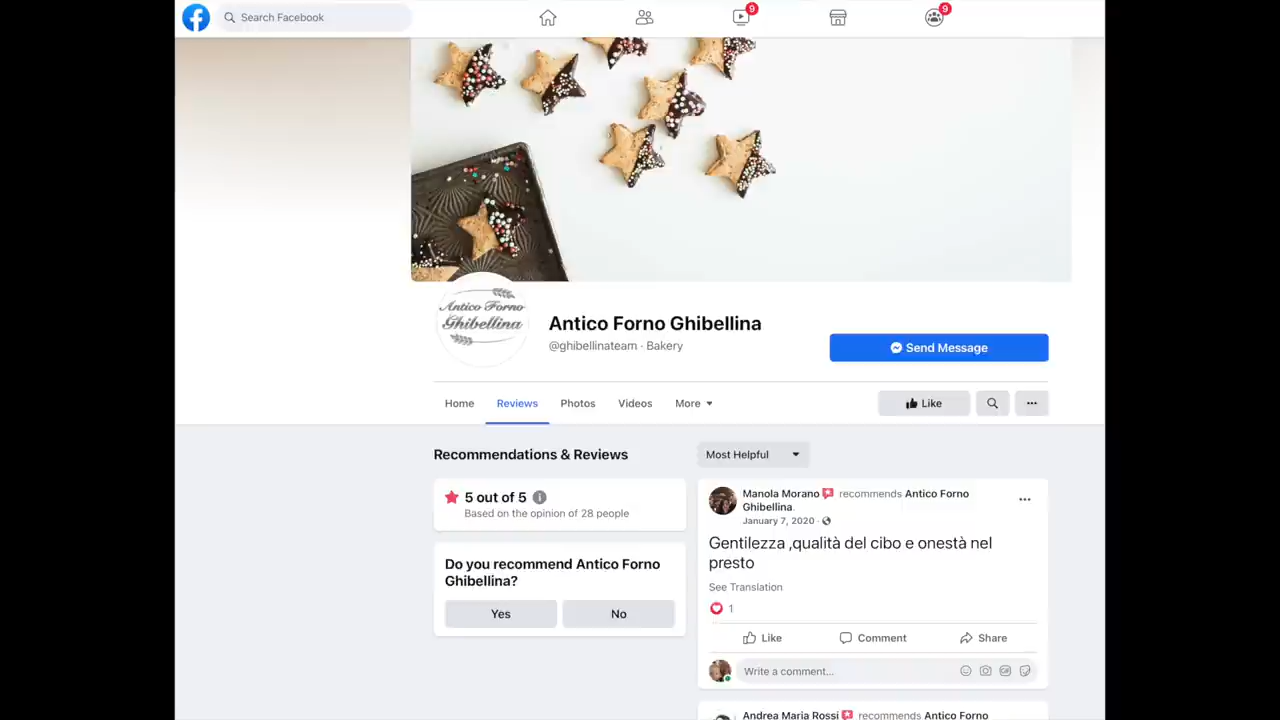 Search Facebook
9
9
Antico Forno
Ghibellina
Antico Forno Ghibellina
@ghibellinateam · Bakery
Send Message
Home
Reviews
Photos
Videos
More
Like
Recommendations & Reviews
5 out of 5
Based on the opinion of 28 people
Do you recommend Antico Forno
Ghibellina?
Yes
No
Most Helpful
Manola Morano recommends Antico Forno
Ghibellina.
January 7, 2020 ·
Gentilezza ,qualità del cibo e onestà nel
presto
See Translation
1
Like
Comment
Share
Write a comment...
GIF
Andrea Maria Rossi recommends Antico Forno